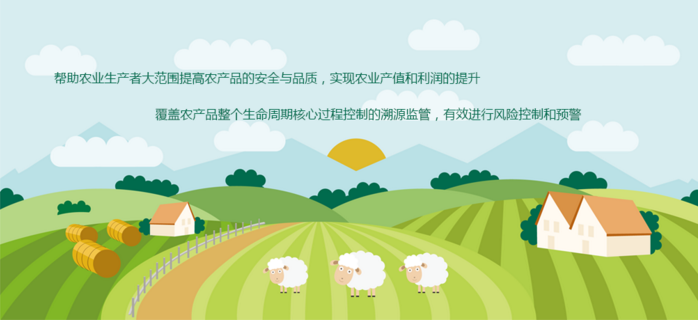 帮助农业生产者大范围提高农产品的安全与品质，实现农业产值和利润的提升
覆盖农产品整个生命周期核心过程控制的溯源监管，有效进行风险控制和预警